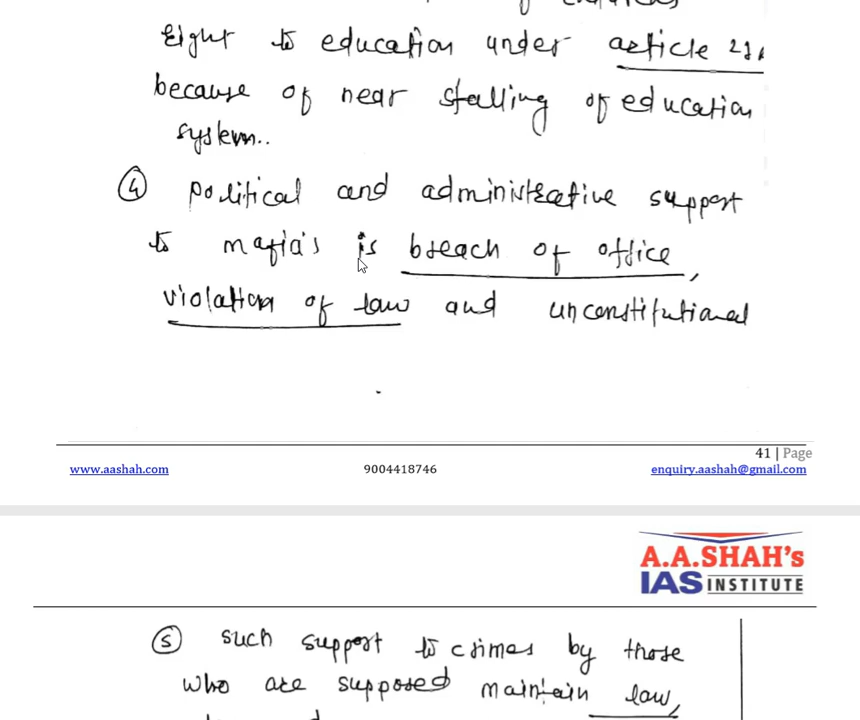 right to education under article 21A
because of near stalling of education
system..
④ Political and administrative support
to mafia's is breach of office,
violation of law and unconstitutional
41 | Page
www.aashah.com 9004418746 enquiry.aashah@gmail.com
A.A.SHAH's
IAS INSTITUTE
⑤ such support to crimes by those
who are supposed maintain law,